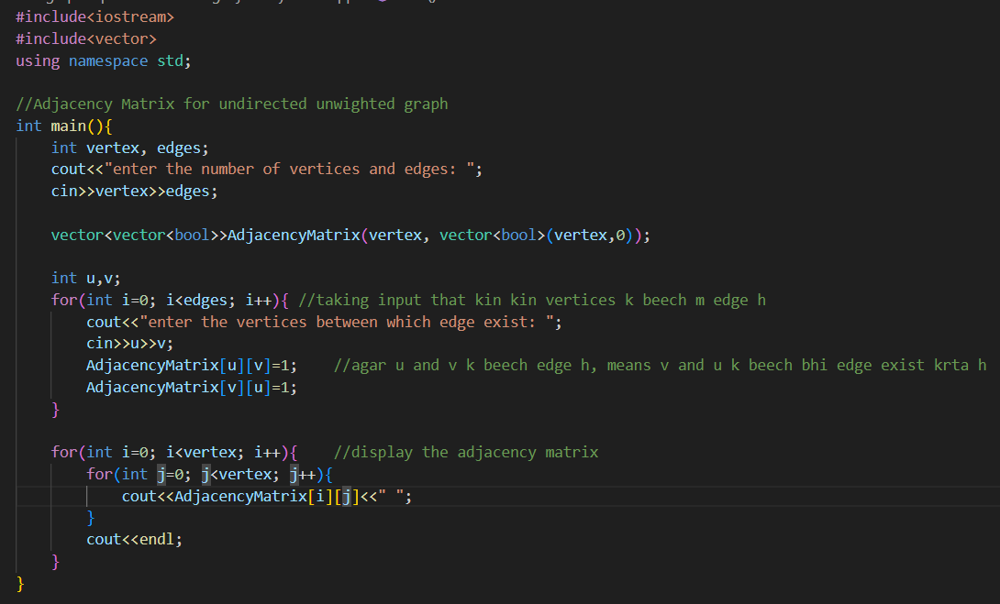 #include<iostream>
#include<vector>
using namespace std;

//Adjacency Matrix for undirected unwighted graph
int main(){
    int vertex, edges;
    cout<<"enter the number of vertices and edges: ";
    cin>>vertex>>edges;

    vector<vector<bool>>AdjacencyMatrix(vertex, vector<bool>(vertex,0));

    int u,v;
    for(int i=0; i<edges; i++){ //taking input that kin kin vertices k beech m edge h
        cout<<"enter the vertices between which edge exist: ";
        cin>>u>>v;
        AdjacencyMatrix[u][v]=1;    //agar u and v k beech edge h, means v and u k beech bhi edge exist krta h
        AdjacencyMatrix[v][u]=1;
    }

    for(int i=0; i<vertex; i++){    //display the adjacency matrix
        for(int j=0; j<vertex; j++){
            cout<<AdjacencyMatrix[i][j]<<" ";
        }
        cout<<endl;
    }
}